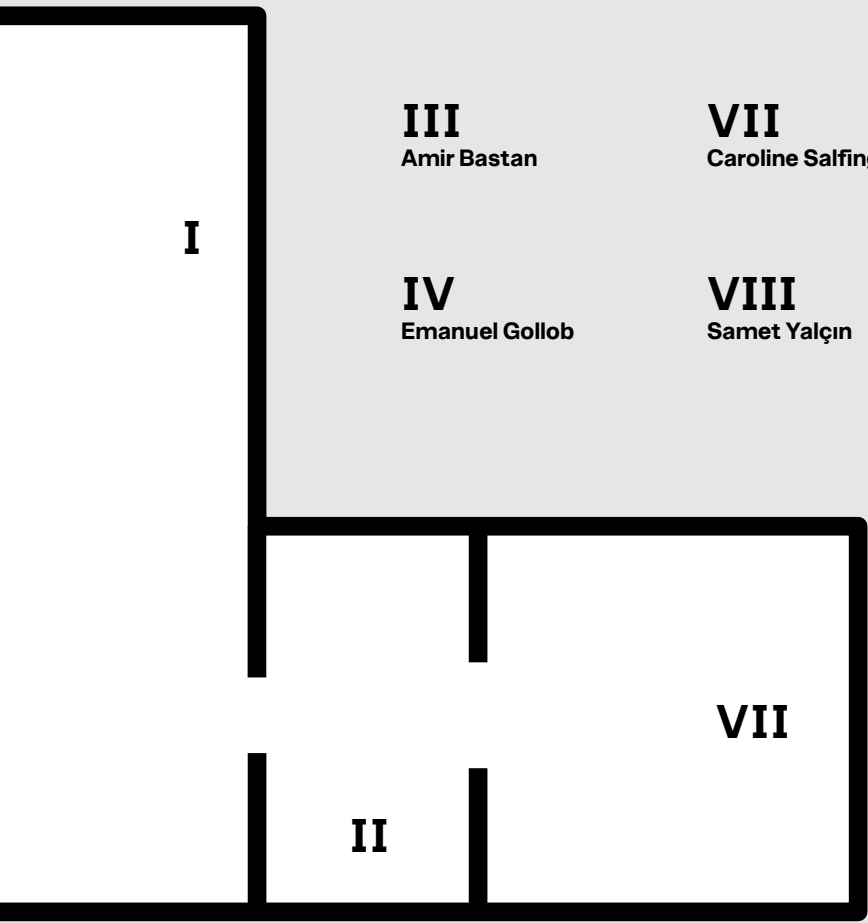 III
Amir Bastan
VII
Caroline
I
IV
Emanuel Gollob
VIII
Samet Yalçın
VII
II